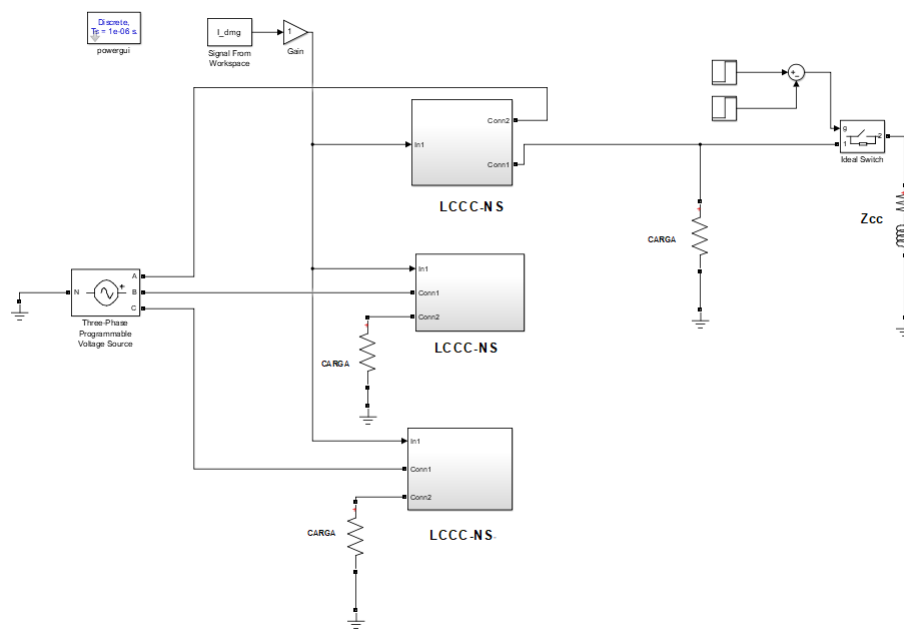 Discrete,
Ts = 1e-06 s.
powergui
I_dmg
Signal From
Workspace
1
Gain
Conn2
In1
Conn1
LCCC-NS
+
-
g
1
2
Ideal Switch
Zcc
CARGA
In1
Conn1
Conn2
LCCC-NS
CARGA
N
A
B
C
+
Three-Phase
Programmable
Voltage Source
In1
Conn1
Conn2
LCCC-NS
CARGA